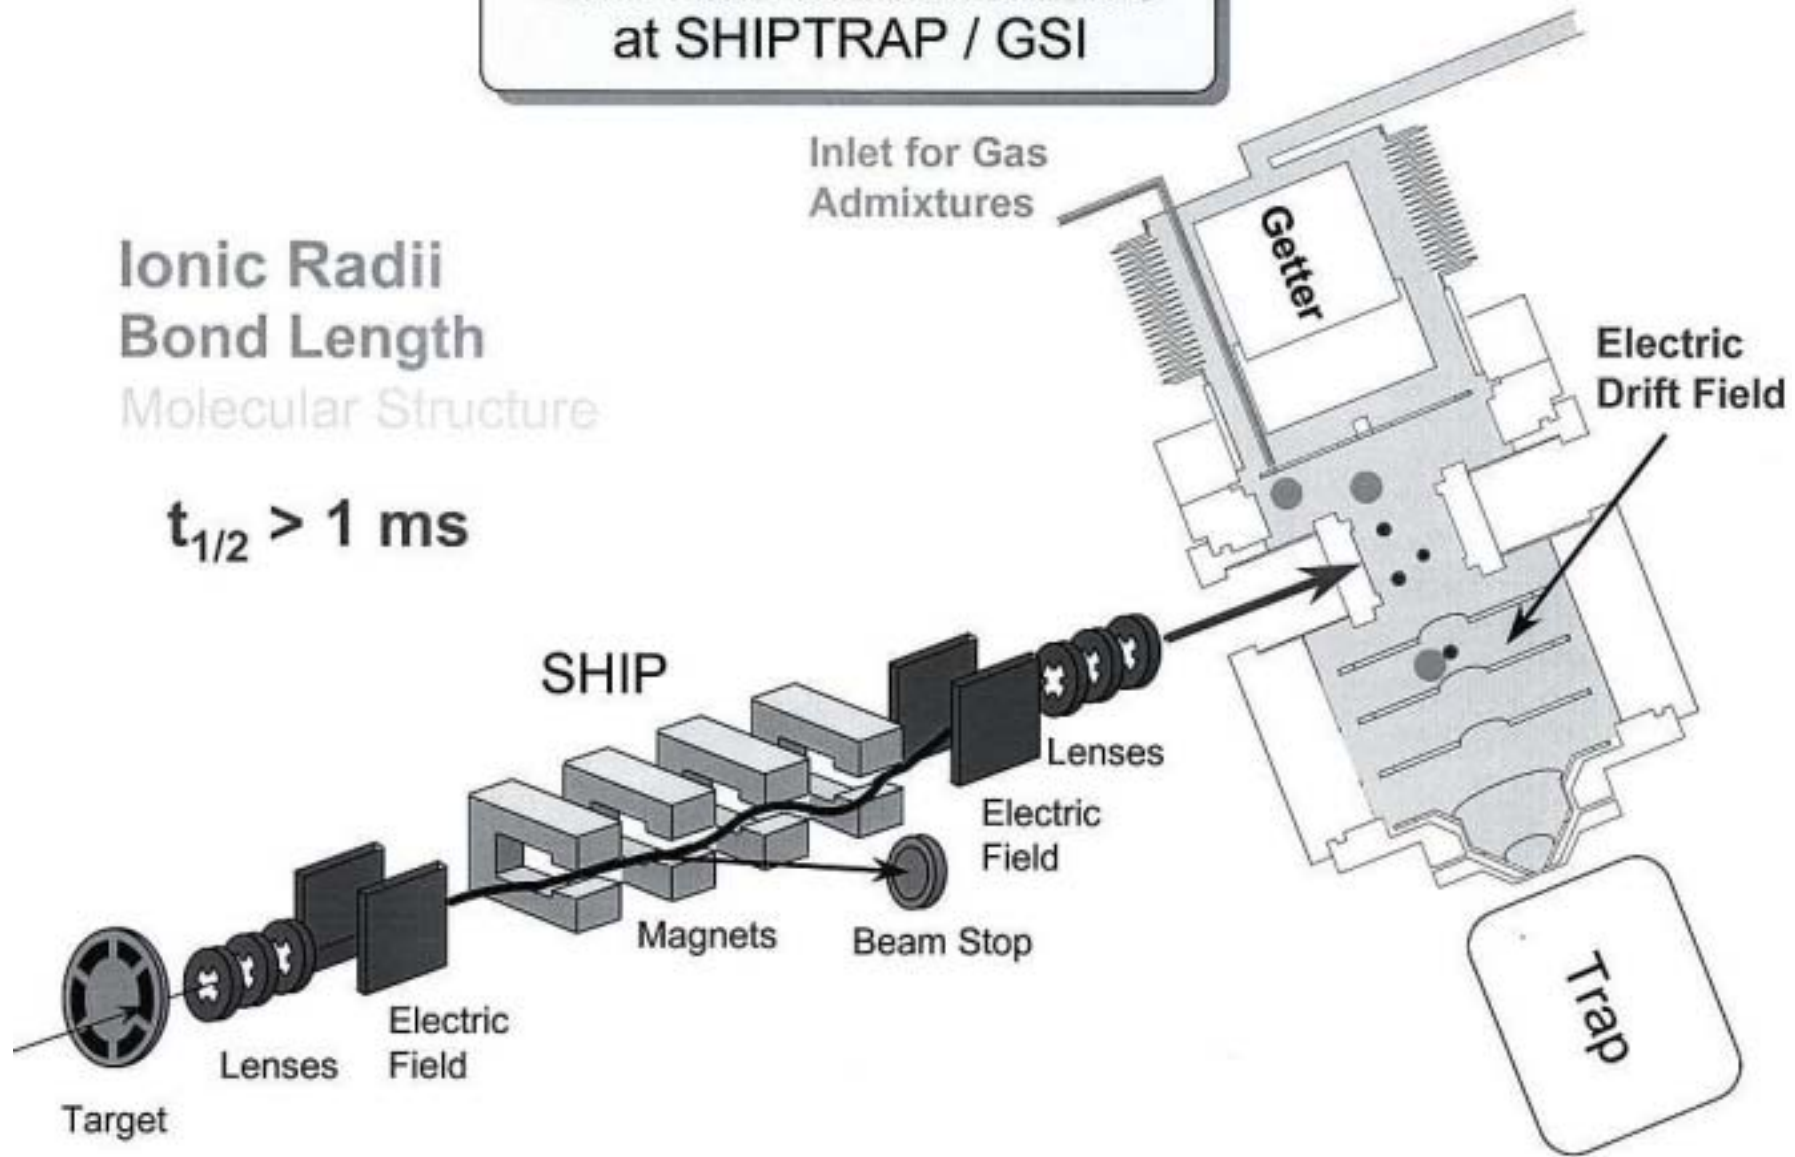 at SHIPTRAP / GSI
Inlet for Gas
Admixtures
Getter
Ionic Radii
Bond Length
Molecular Structure
Electric
Drift Field
t1/2 > 1 ms
SHIP
Lenses
Electric
Field
Magnets
Beam Stop
Electric
Field
Lenses
Target
Trap